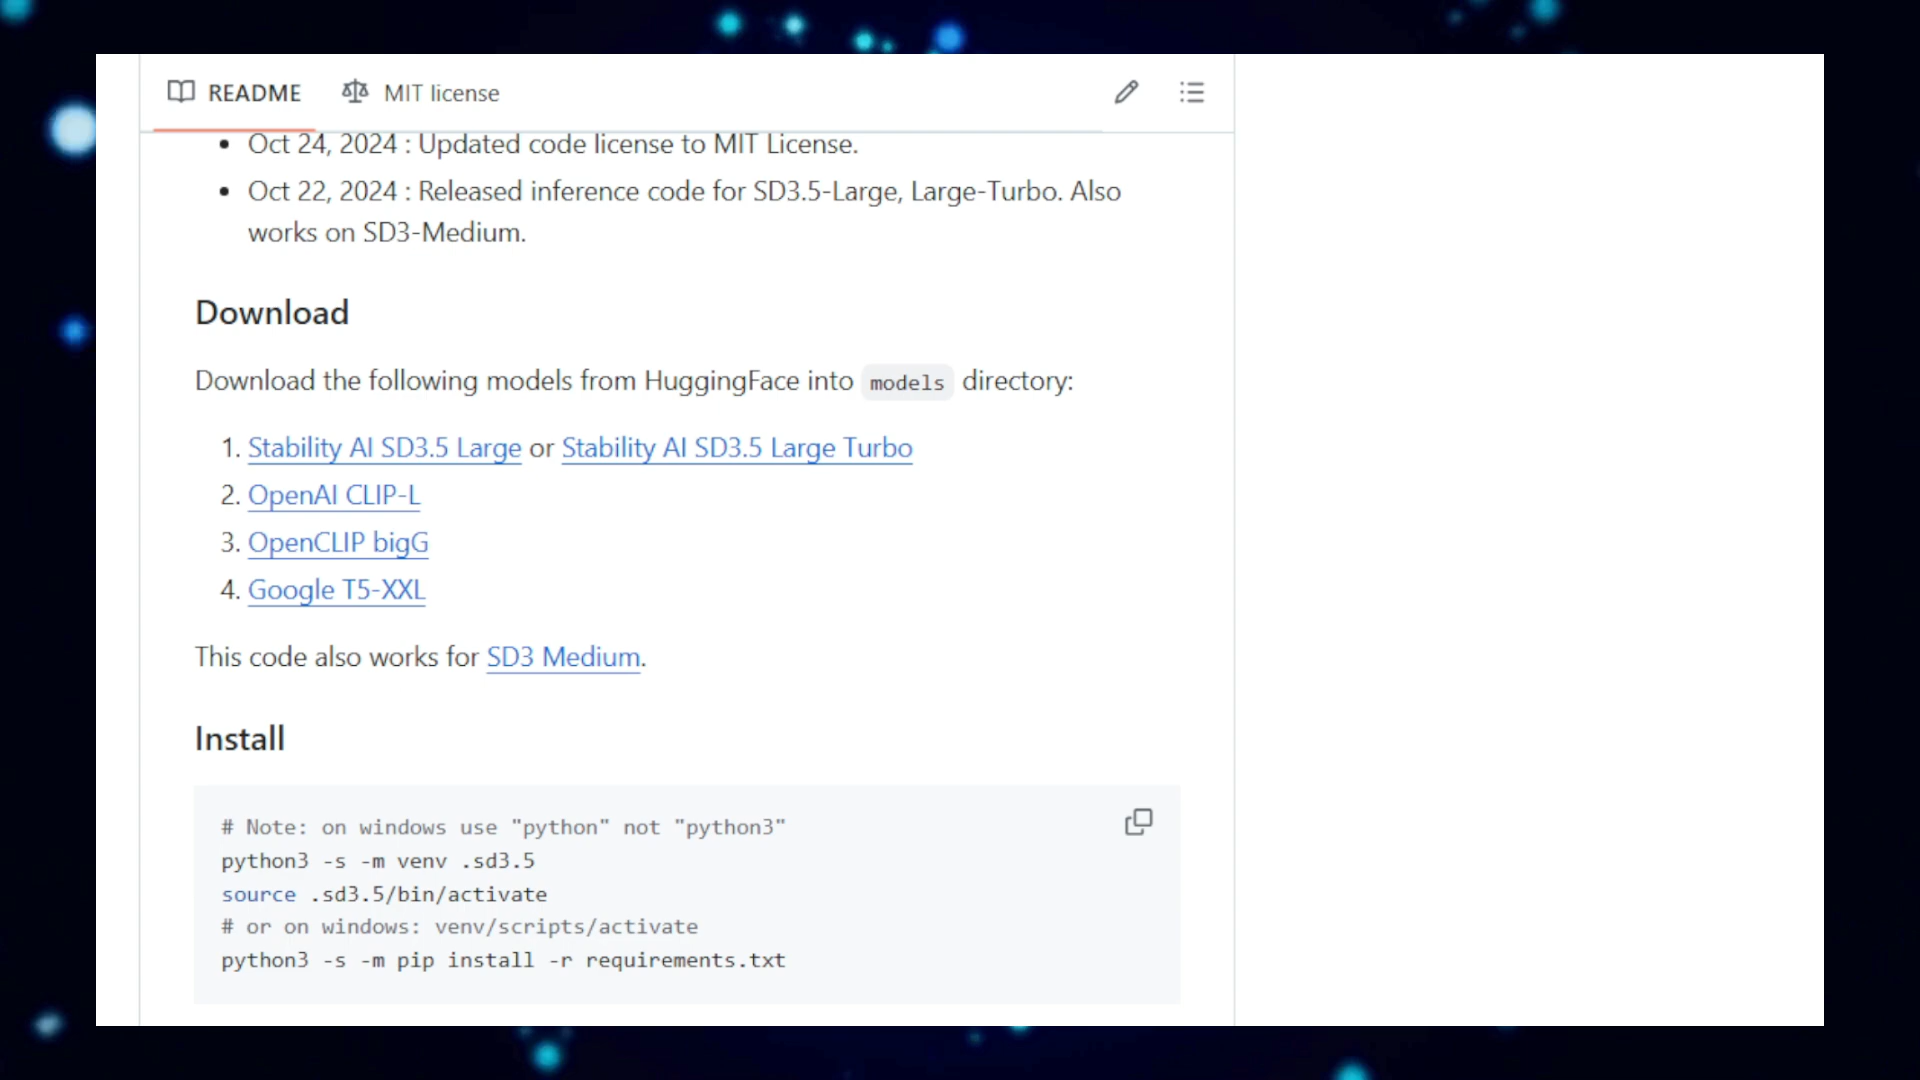 README MIT license
Oct 24, 2024 : Updated code license to MIT License.
Oct 22, 2024 : Released inference code for SD3.5-Large, Large-Turbo. Also
works on SD3-Medium.
Download
Download the following models from HuggingFace into models directory:
1. Stability AI SD3.5 Large or Stability AI SD3.5 Large Turbo
2. OpenAI CLIP-L
3. OpenCLIP bigG
4. Google T5-XXL
This code also works for SD3 Medium.
Install
# Note: on windows use "python" not "python3"
python3 -s -m venv .sd3.5
source .sd3.5/bin/activate
# or on windows: venv/scripts/activate
python3 -s -m pip install -r requirements.txt